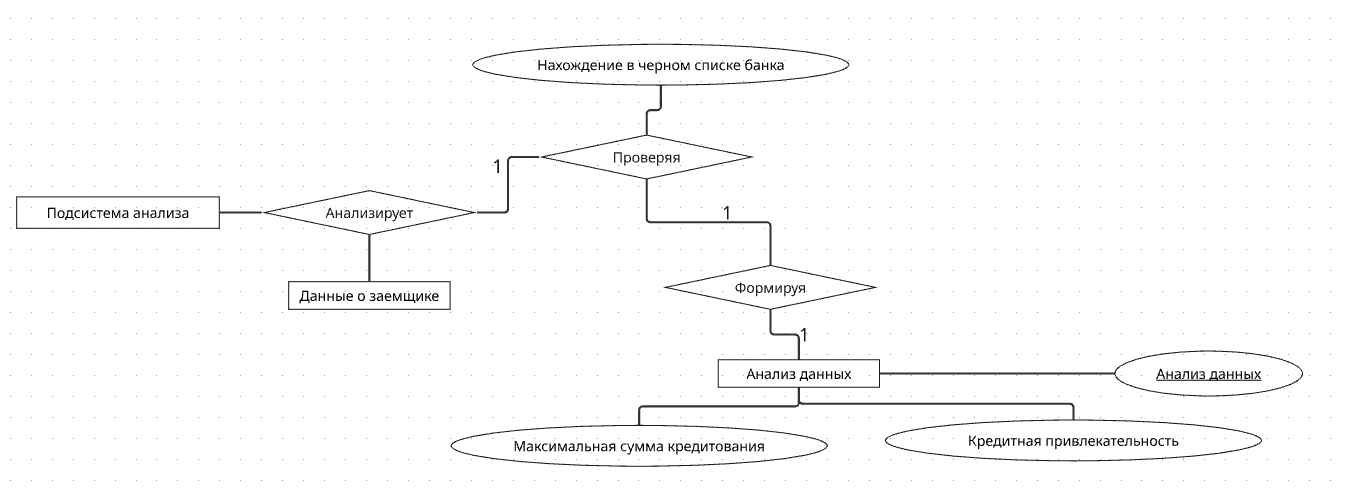 Нахождение в черном списке банка
Проверяя
1
Подсистема анализа
Анализирует
1
Данные о заемщике
Формируя
1
Анализ данных
Анализ данных
Максимальная сумма кредитования
Кредитная привлекательность